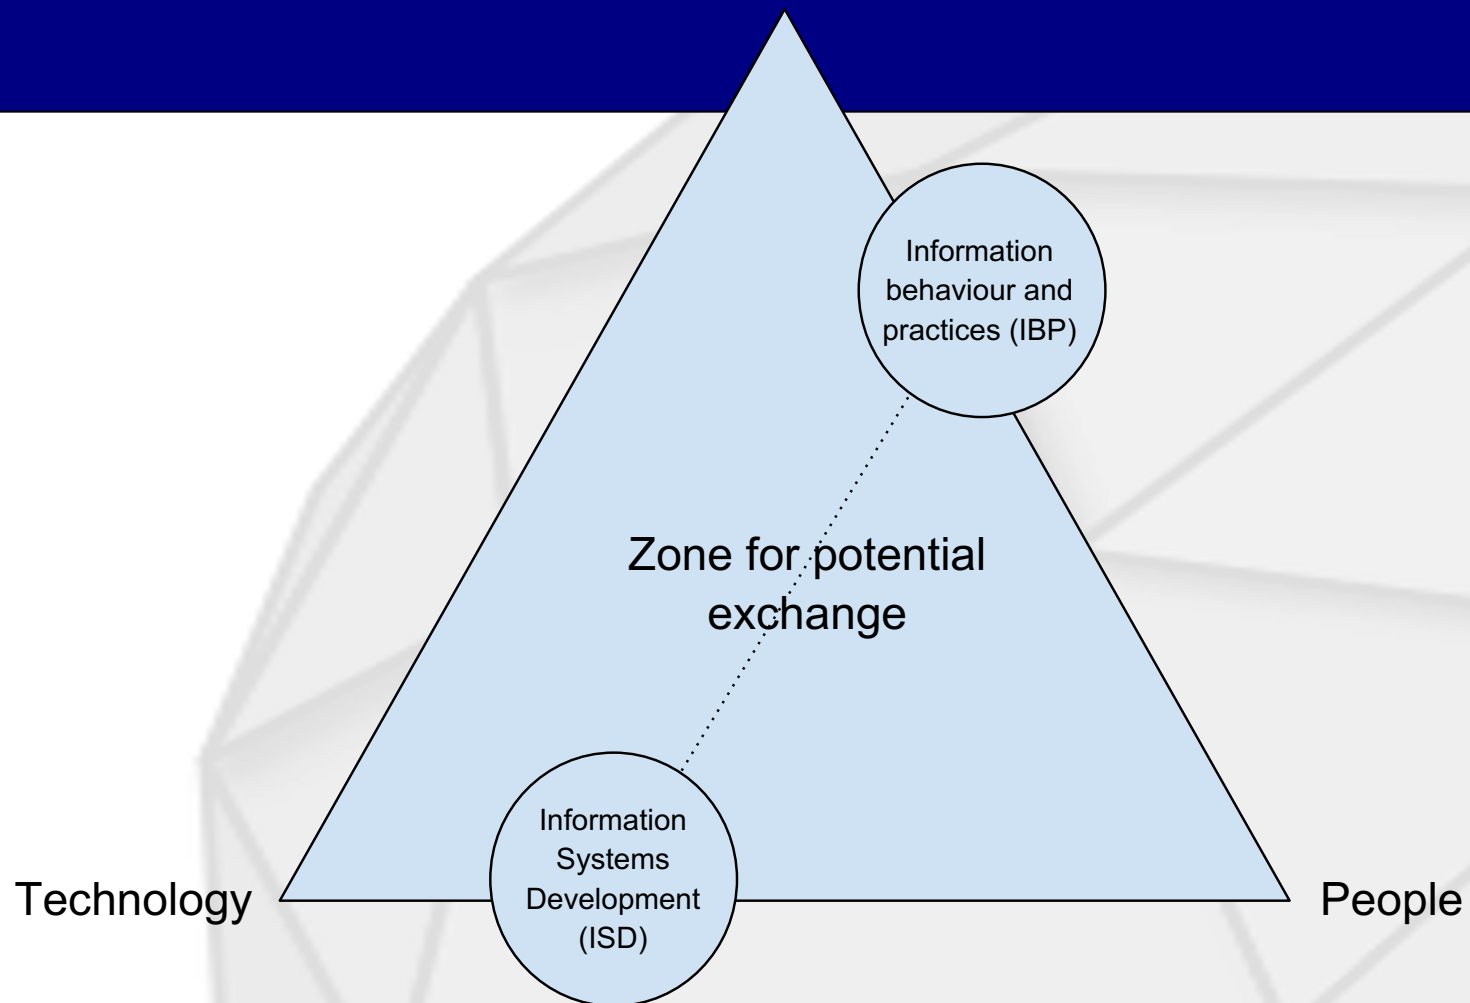 Information
behaviour and
practices (IBP)
Zone for potential
exchange
Information
Systems
Development
(ISD)
Technology
People